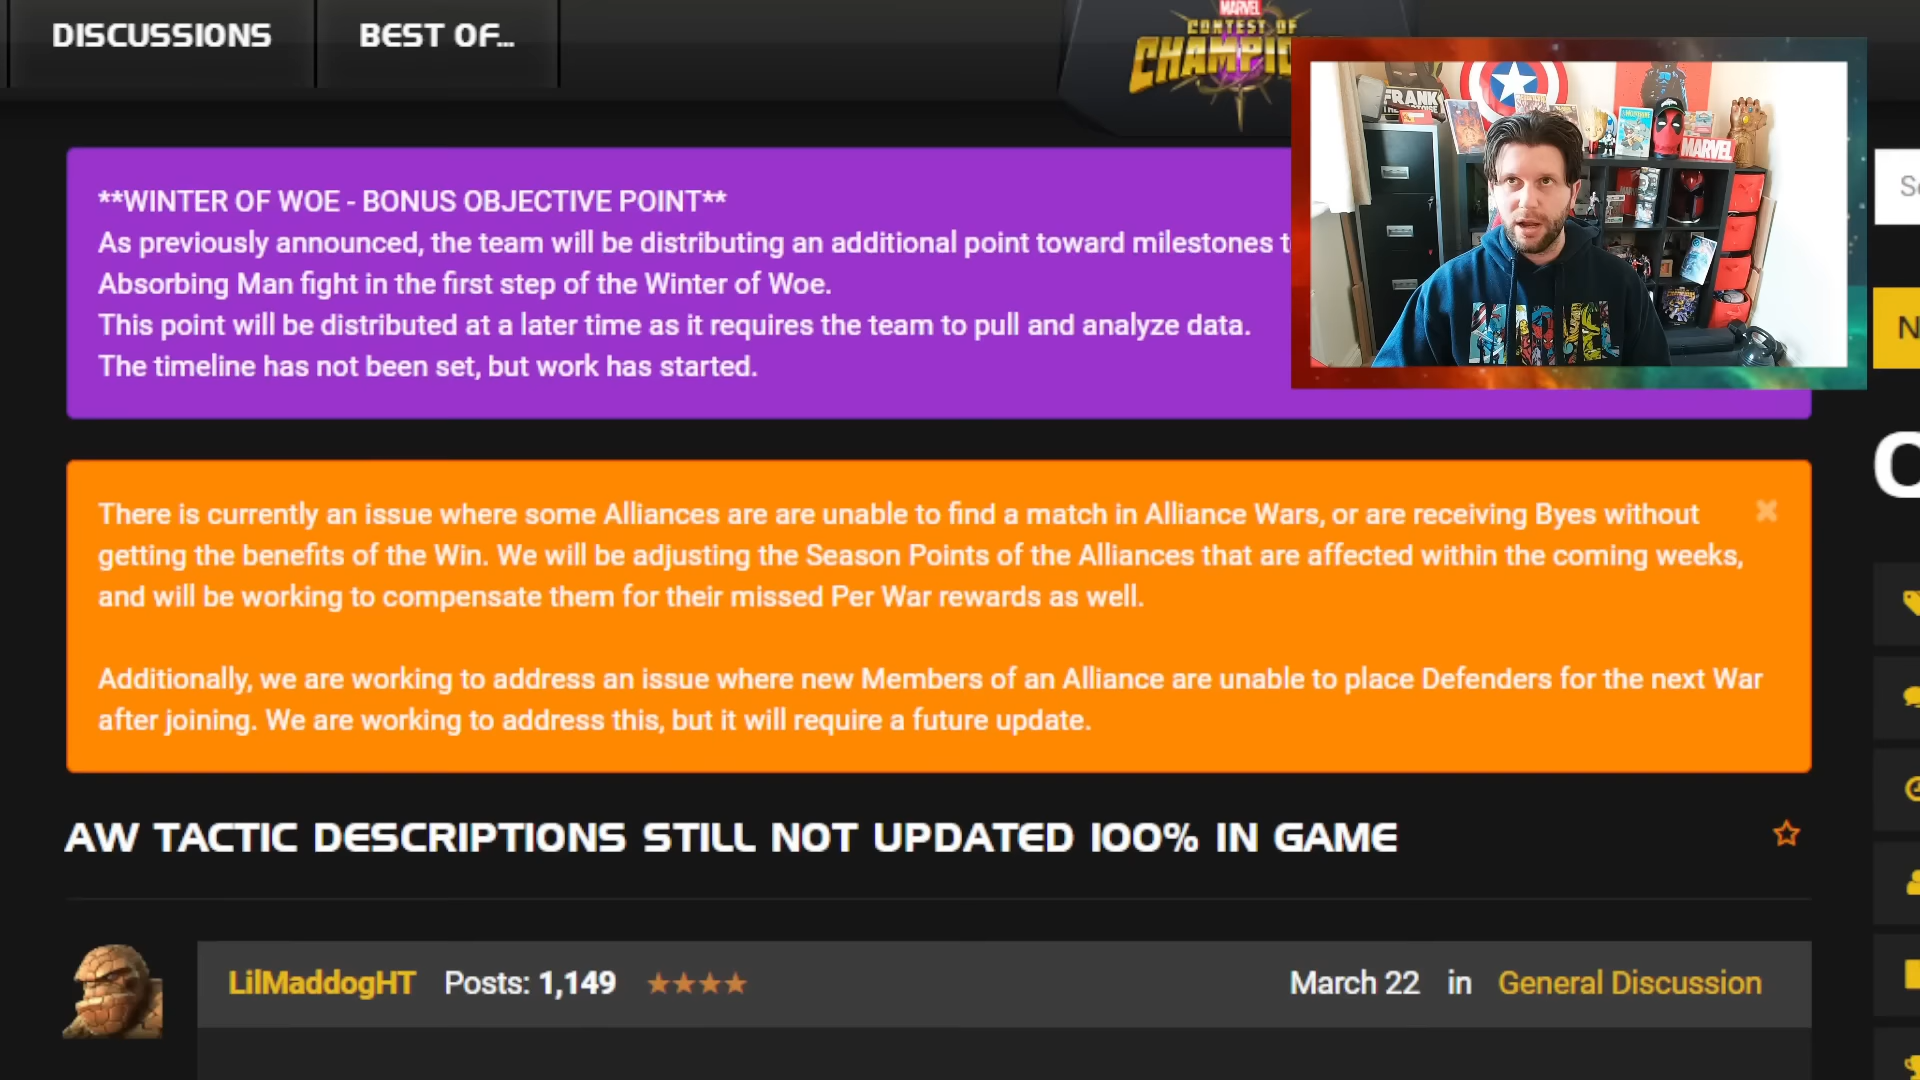 DISCUSSIONS
BEST OF...
MARVEL
CONTEST OF
**WINTER OF WOE - BONUS OBJECTIVE POINT**
As previously announced, the team will be distributing an additional point toward milestones
Absorbing Man fight in the first step of the Winter of Woe.
This point will be distributed at a later time as it requires the team to pull and analyze data.
The timeline has not been set, but work has started.
FRANK
MARVEL
There is currently an issue where some Alliances are are unable to find a match in Alliance Wars, or are receiving Byes without
getting the benefits of the Win. We will be adjusting the Season Points of the Alliances that are affected within the coming weeks,
and will be working to compensate them for their missed Per War rewards as well.
Additionally, we are working to address an issue where new Members of an Alliance are unable to place Defenders for the next War
after joining. We are working to address this, but it will require a future update.
AW TACTIC DESCRIPTIONS STILL NOT UPDATED 100% IN GAME
LilMaddogHT Posts: 1,149
March 22 in General Discussion